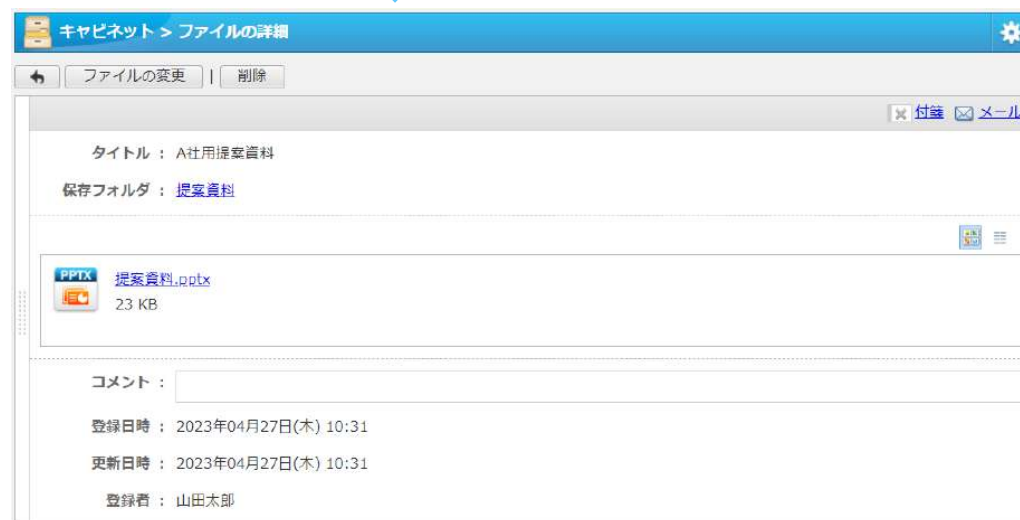 キャビネット > ファイルの詳細
ファイルの変更 | 削除
付箋 メール
タイトル : A社用提案資料
保存フォルダ : 提案資料
PPTX 提案資料.pptx
23 KB
コメント :
登録日時 : 2023年04月27日(木) 10:31
更新日時 : 2023年04月27日(木) 10:31
登録者 : 山田太郎